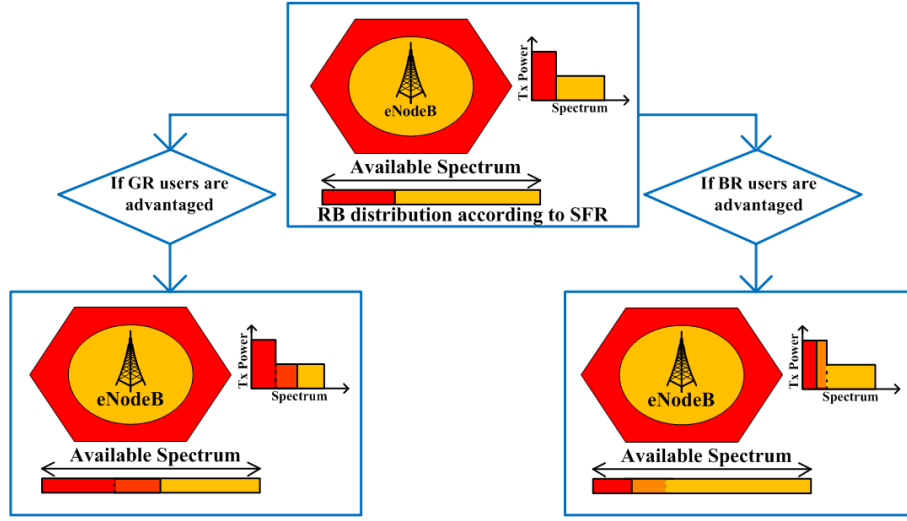 Tx Power
eNodeB
Spectrum
Available Spectrum
RB distribution according to SFR
If GR users are
advantaged
If BR users are
advantaged
Tx Power
eNodeB
Spectrum
Available Spectrum
Tx Power
eNodeB
Spectrum
Available Spectrum